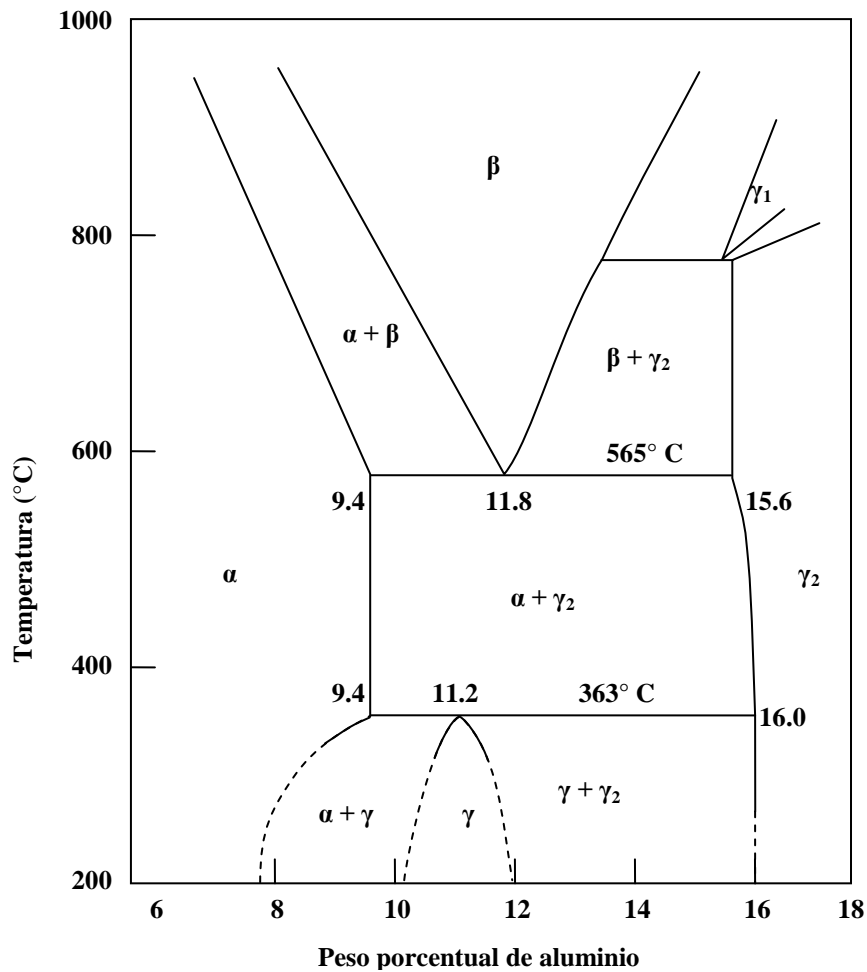 1000
β
γ₁
800
α + β
β + γ₂
600
565° C
9.4
11.8
15.6
α
γ₂
α + γ₂
Temperatura (°C)
400
9.4
11.2
363° C
16.0
γ + γ₂
α + γ
γ
200
6
8
10
12
14
16
18
Peso porcentual de aluminio